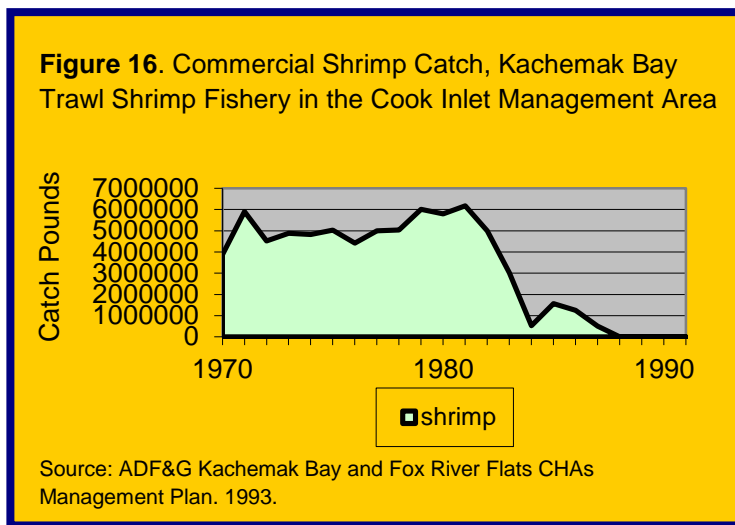 Figure 16. Commercial Shrimp Catch, Kachemak Bay
Trawl Shrimp Fishery in the Cook Inlet Management Area
Catch Pounds
7000000
6000000
5000000
4000000
3000000
2000000
1000000
0
1970
1980
1990
shrimp
Source: ADF&G Kachemak Bay and Fox River Flats CHAs
Management Plan. 1993.